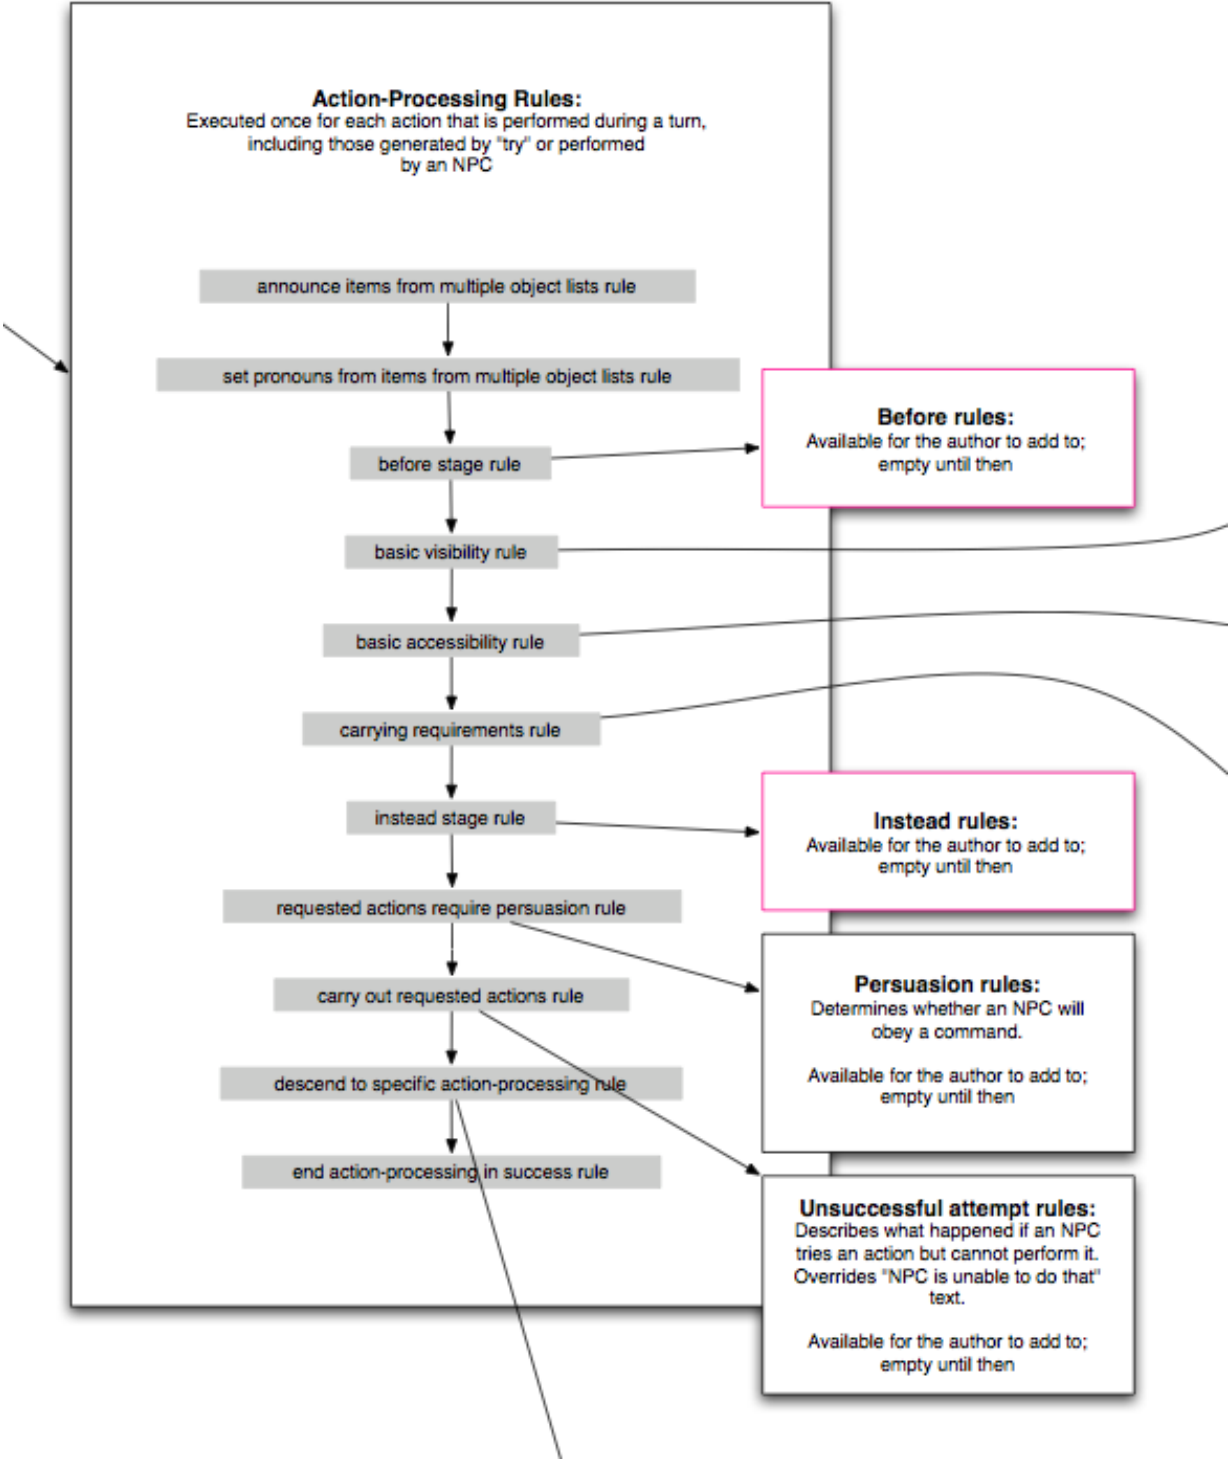 Action-Processing Rules:
Executed once for each action that is performed during a turn,
including those generated by "try" or performed
by an NPC
announce items from multiple object lists rule
set pronouns from items from multiple object lists rule
before stage rule
basic visibility rule
basic accessibility rule
carrying requirements rule
instead stage rule
requested actions require persuasion rule
carry out requested actions rule
descend to specific action-processing rule
end action-processing in success rule
Before rules:
Available for the author to add to;
empty until then
Instead rules:
Available for the author to add to;
empty until then
Persuasion rules:
Determines whether an NPC will
obey a command.
Available for the author to add to;
empty until then
Unsuccessful attempt rules:
Describes what happened if an NPC
tries an action but cannot perform it.
Overrides "NPC is unable to do that"
text.
Available for the author to add to;
empty until then